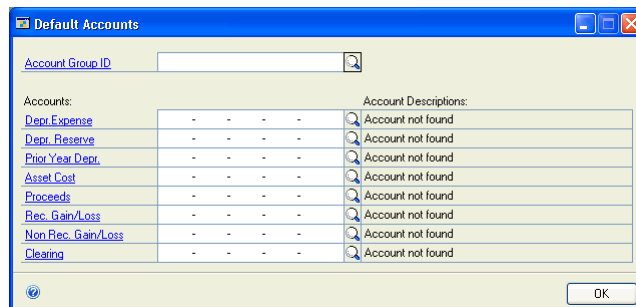 Default Accounts
Account Group ID
Accounts: Account Descriptions:
Depr.Expense - - - - Account not found
Depr. Reserve - - - - Account not found
Prior Year Depr. - - - - Account not found
Asset Cost - - - - Account not found
Proceeds - - - - Account not found
Rec. Gain/Loss - - - - Account not found
Non Rec. Gain/Loss - - - - Account not found
Clearing - - - - Account not found
OK